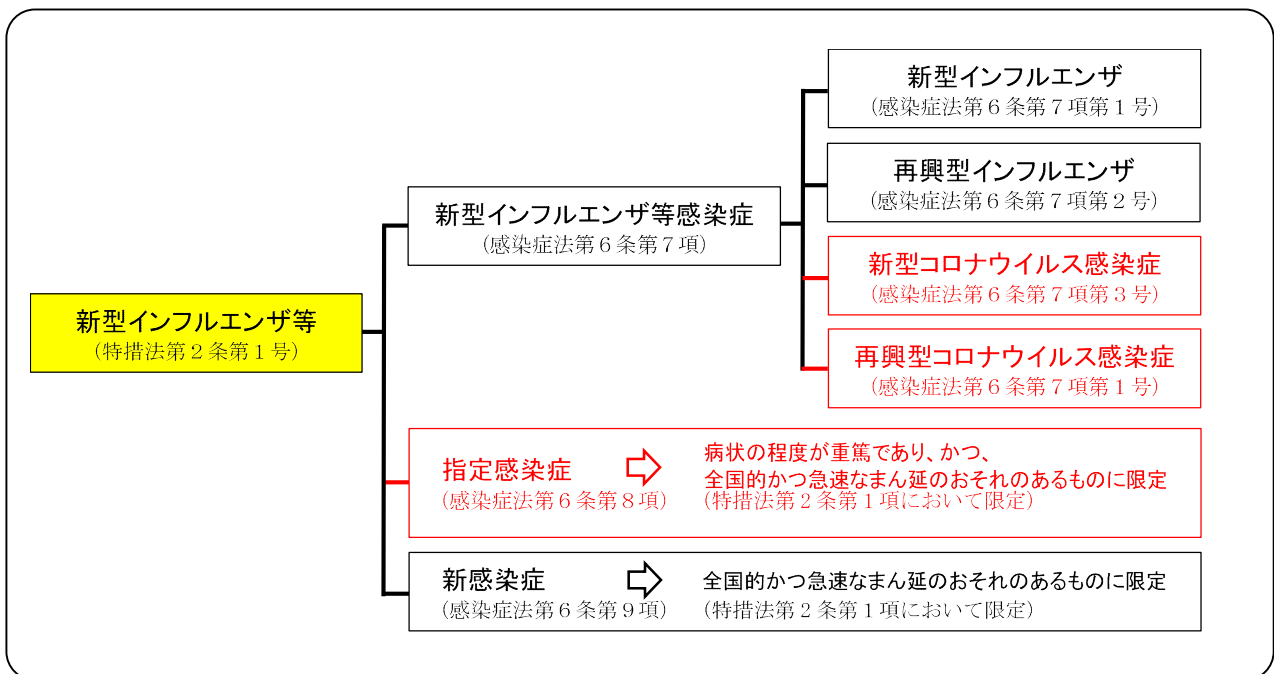 新型インフルエンザ
(感染症法第６条第７項第１号)
再興型インフルエンザ
(感染症法第６条第７項第２号)
新型インフルエンザ等感染症
(感染症法第６条第７項)
新型コロナウイルス感染症
(感染症法第６条第７項第３号)
再興型コロナウイルス感染症
(感染症法第６条第７項第１号)
新型インフルエンザ等
(特措法第２条第１号)
指定感染症
(感染症法第６条第８項)
病状の程度が重篤であり、かつ、
全国的かつ急速なまん延のおそれのあるものに限定
(特措法第２条第１項において限定)
新感染症
(感染症法第６条第９項)
全国的かつ急速なまん延のおそれのあるものに限定
(特措法第２条第１項において限定)